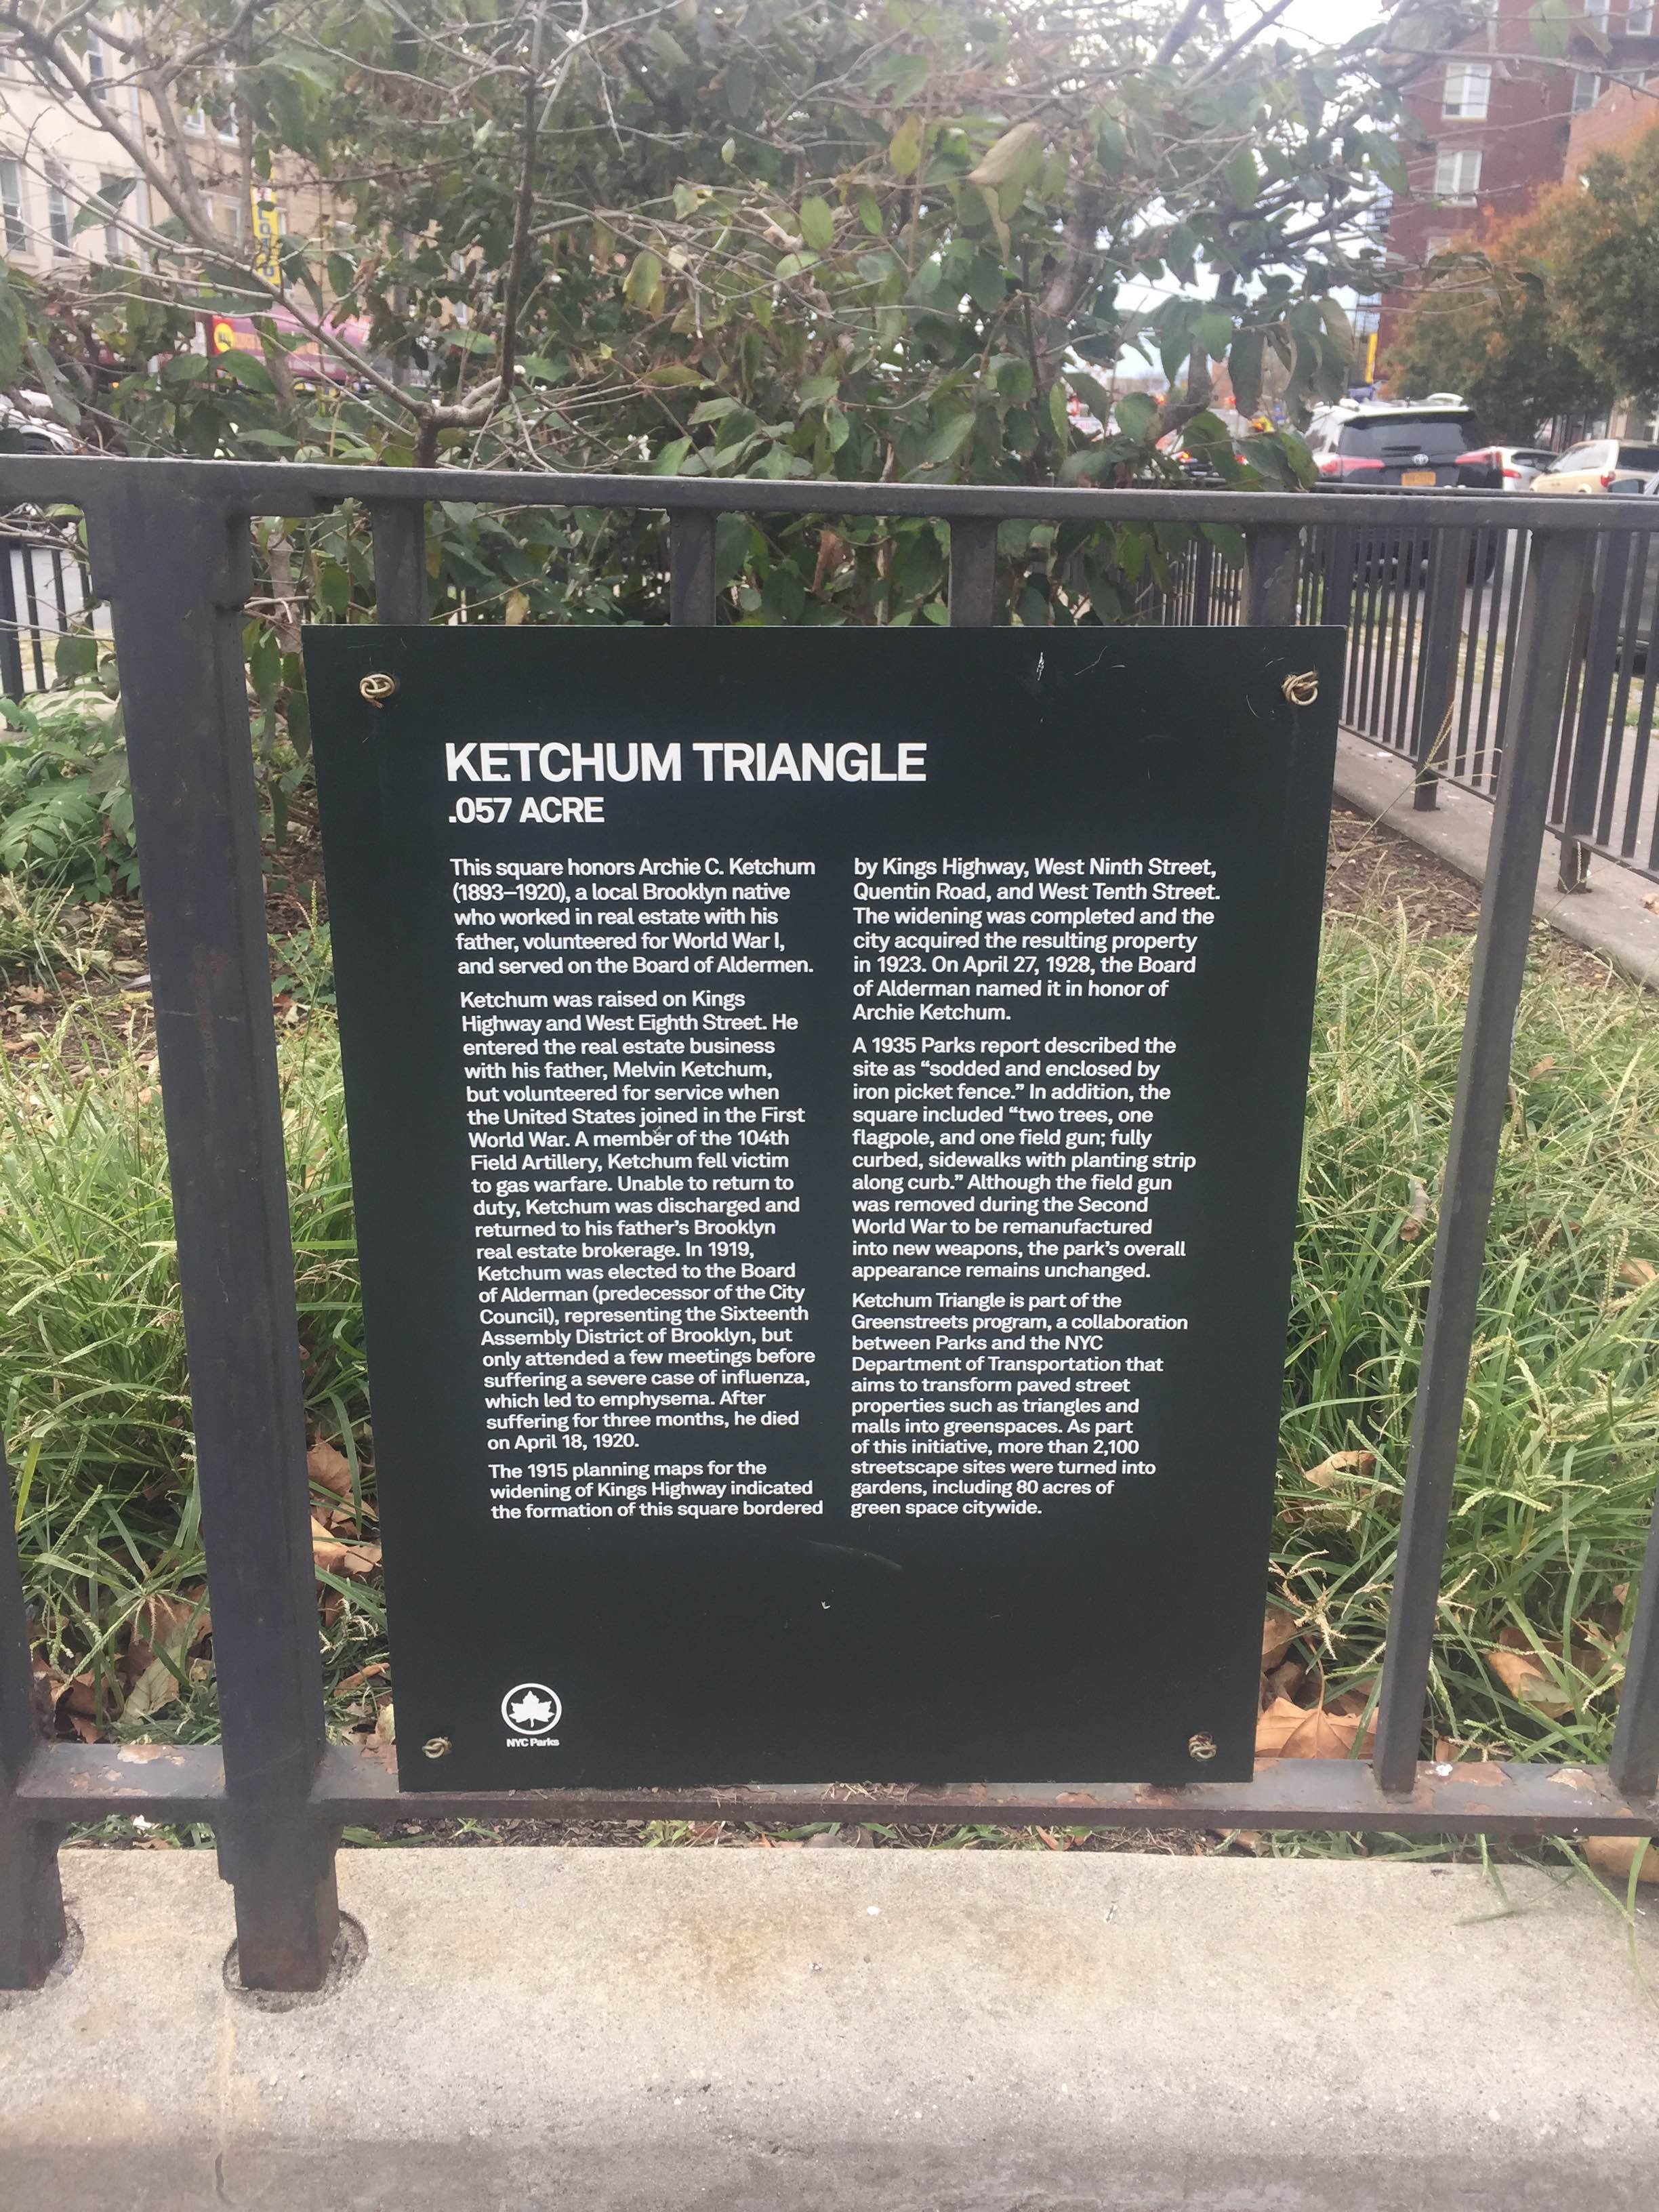 KETCHUM TRIANGLE
.057 ACRE
This square honors Archie C. Ketchum
(1893–1920), a local Brooklyn native
who worked in real estate with his
father, volunteered for World War I,
and served on the Board of Aldermen.
Ketchum was raised on Kings
Highway and West Eighth Street. He
entered the real estate business
with his father, Melvin Ketchum,
but volunteered for service when
the United States joined in the First
World War. A member of the 104th
Field Artillery, Ketchum fell victim
to gas warfare. Unable to return to
duty, Ketchum was discharged and
returned to his father’s Brooklyn
real estate brokerage. In 1919,
Ketchum was elected to the Board
of Alderman (predecessor of the City
Council), representing the Sixteenth
Assembly District of Brooklyn, but
only attended a few meetings before
suffering a severe case of influenza,
which led to emphysema. After
suffering for three months, he died
on April 18, 1920.
The 1915 planning maps for the
widening of Kings Highway indicated
the formation of this square bordered
by Kings Highway, West Ninth Street,
Quentin Road, and West Tenth Street.
The widening was completed and the
city acquired the resulting property
in 1923. On April 27, 1928, the Board
of Alderman named it in honor of
Archie Ketchum.
A 1935 Parks report described the
site as “sodded and enclosed by
iron picket fence.” In addition, the
square included “two trees, one
flagpole, and one field gun; fully
curbed, sidewalks with planting strip
along curb.” Although the field gun
was removed during the Second
World War to be remanufactured
into new weapons, the park’s overall
appearance remains unchanged.
Ketchum Triangle is part of the
Greenstreets program, a collaboration
between Parks and the NYC
Department of Transportation that
aims to transform paved street
properties such as triangles and
malls into greenspaces. As part
of this initiative, more than 2,100
streetscape sites were turned into
gardens, including 80 acres of
green space citywide.
NYC Parks